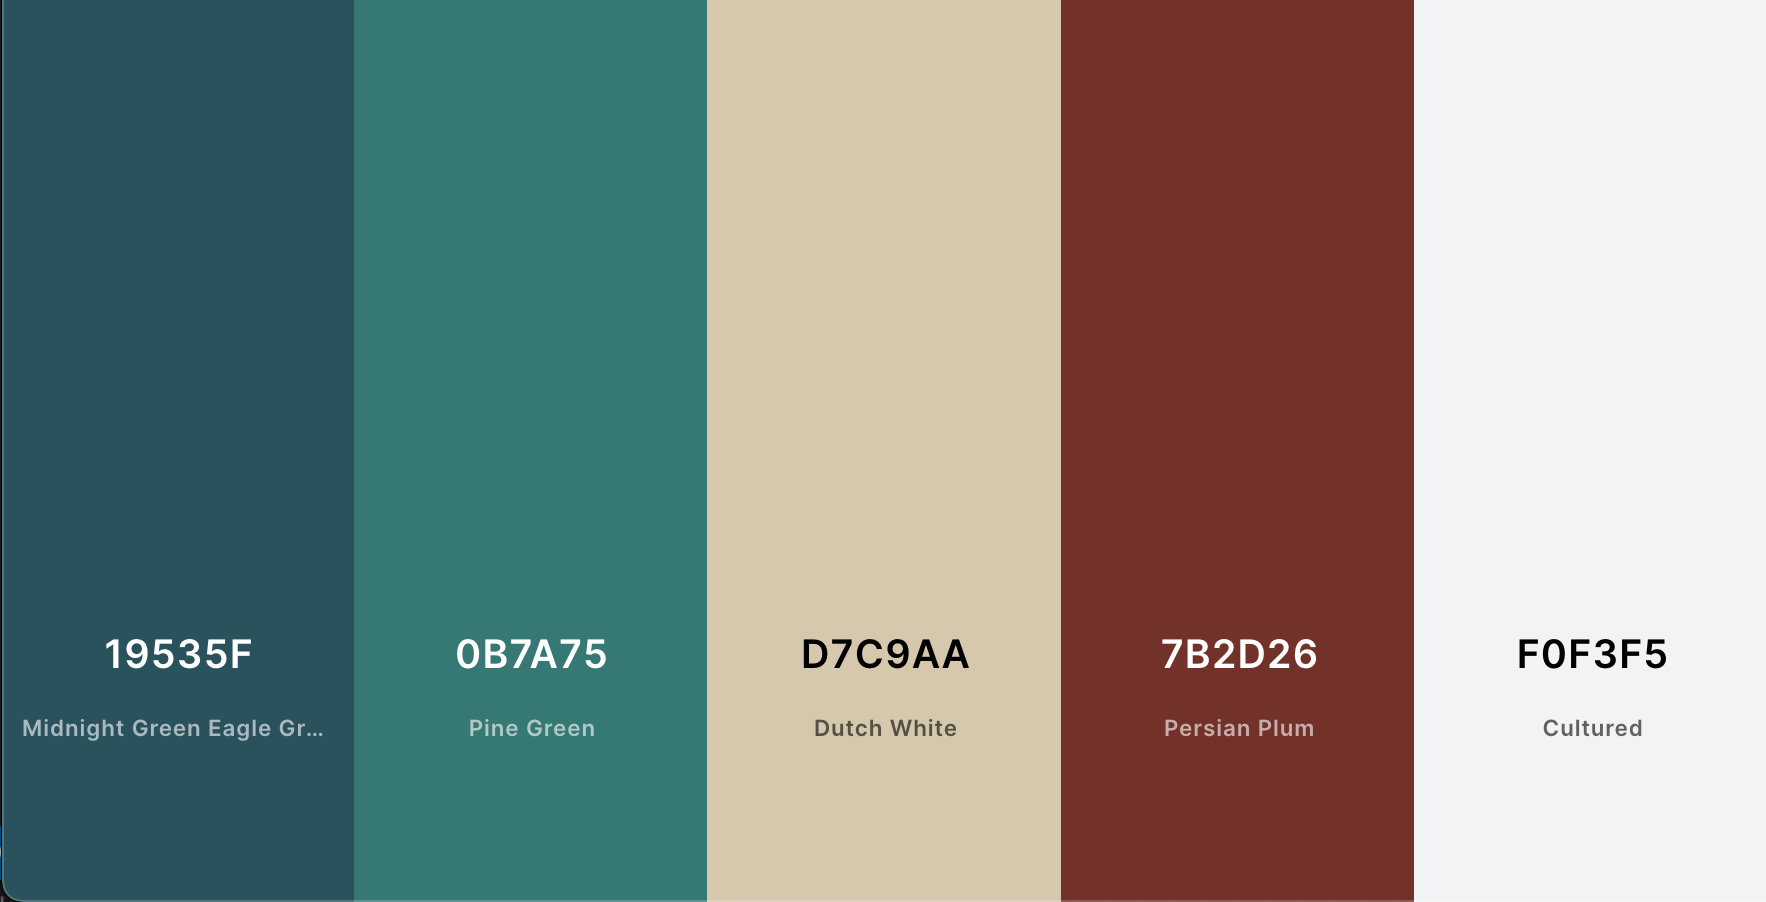 19535F
Midnight Green Eagle Gr...
0B7A75
Pine Green
D7C9AA
Dutch White
7B2D26
Persian Plum
F0F3F5
Cultured